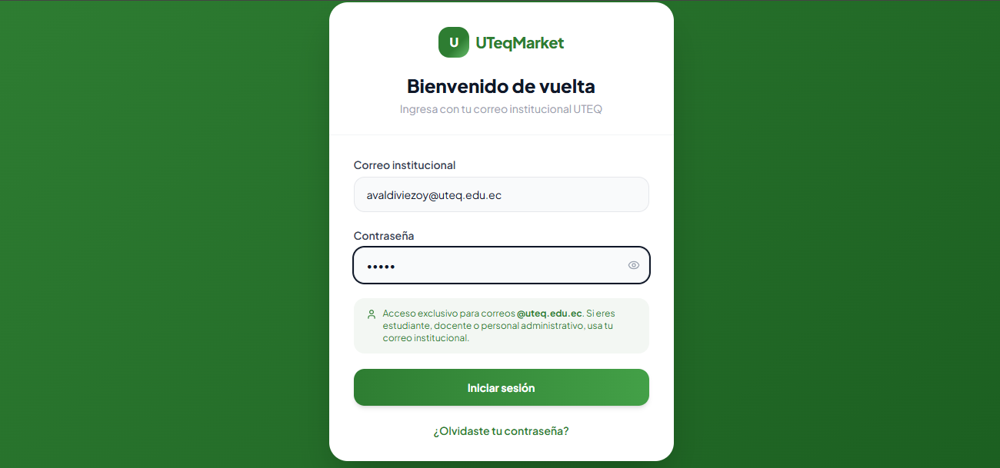 U UTeqMarket
Bienvenido de vuelta
Ingresa con tu correo institucional UTEQ
Correo institucional
avaldiviezoy@uteq.edu.ec
Contraseña
•••••
Acceso exclusivo para correos @uteq.edu.ec. Si eres
estudiante, docente o personal administrativo, usa tu
correo institucional.
Iniciar sesión
¿Olvidaste tu contraseña?